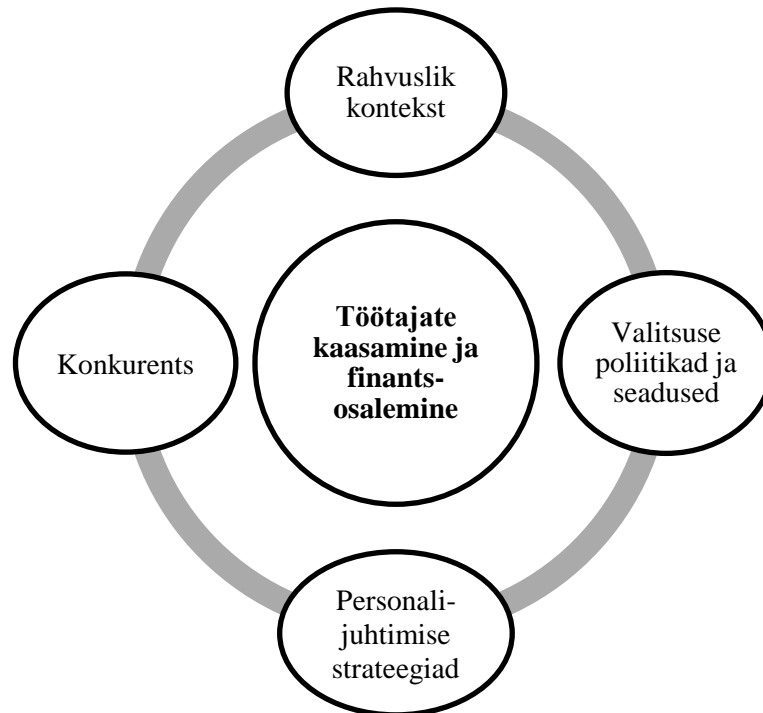 Rahvuslik
kontekst
Töötajate
kaasamine ja
finants-
osalemine
Konkurents
Valitsuse
poliitikad ja
seadused
Personali-
juhtimise
strateegiad